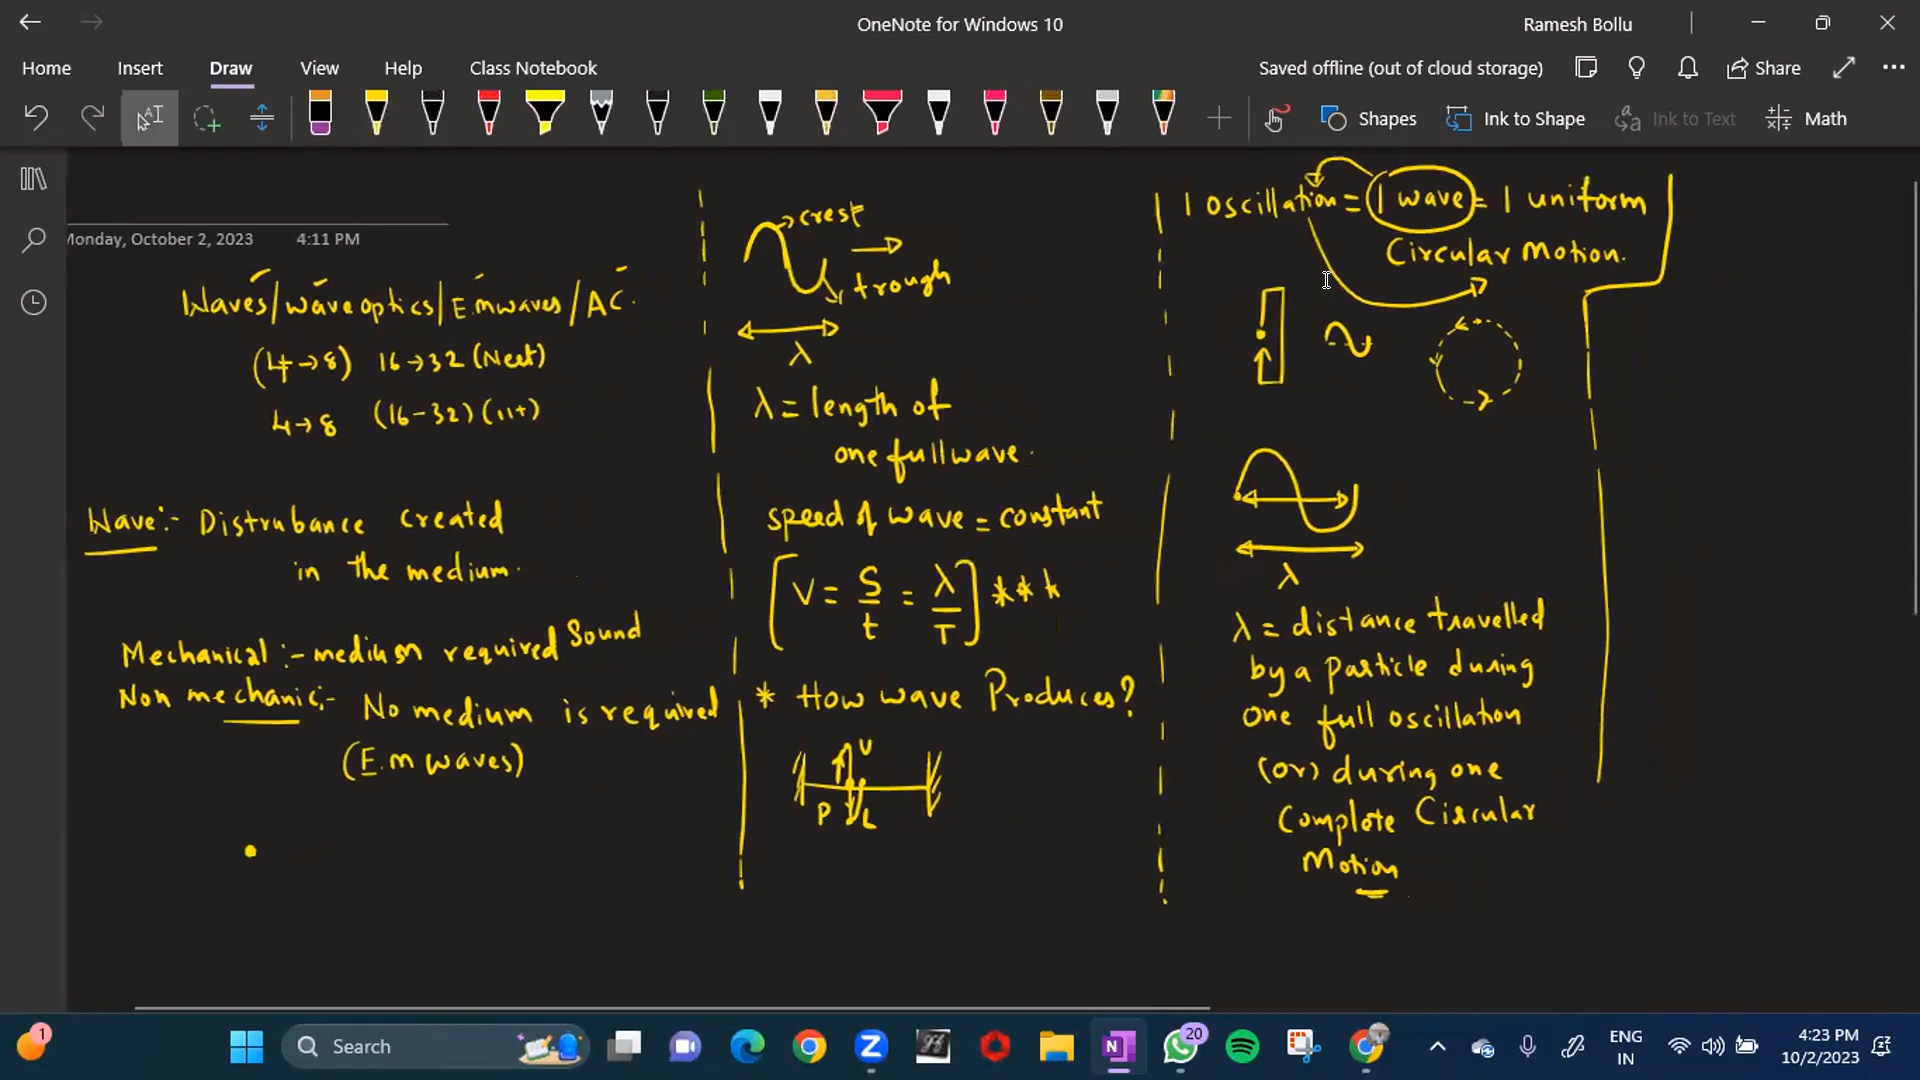 OneNote for Windows 10
Ramesh Bollu
Home Insert Draw View Help Class Notebook
Saved offline (out of cloud storage)
Share
Shapes
Ink to Shape
Ink to Text
Math
Monday, October 2, 2023 4:11 PM
Waves/wave optics/E.mwaves/AC.
(4→8) 16→32 (Neet)
4→8 (16-32) (11+)
Wave:- Distrubance created
in the medium.
Mechanical:- medium required Sound
Non mechanic:- No medium is required
(E.m waves)
crest
trough
λ
λ = length of
one full wave.
speed of wave = constant
[V = S/t = λ/T] ***
* How wave Produces?
U
P
L
1 oscillation = 1 wave = 1 uniform
Circular Motion.
λ
λ = distance travelled
by a particle during
one full oscillation
(or) during one
Complete Circular
Motion
1
Search
20
ENG
IN
4:23 PM
10/2/2023